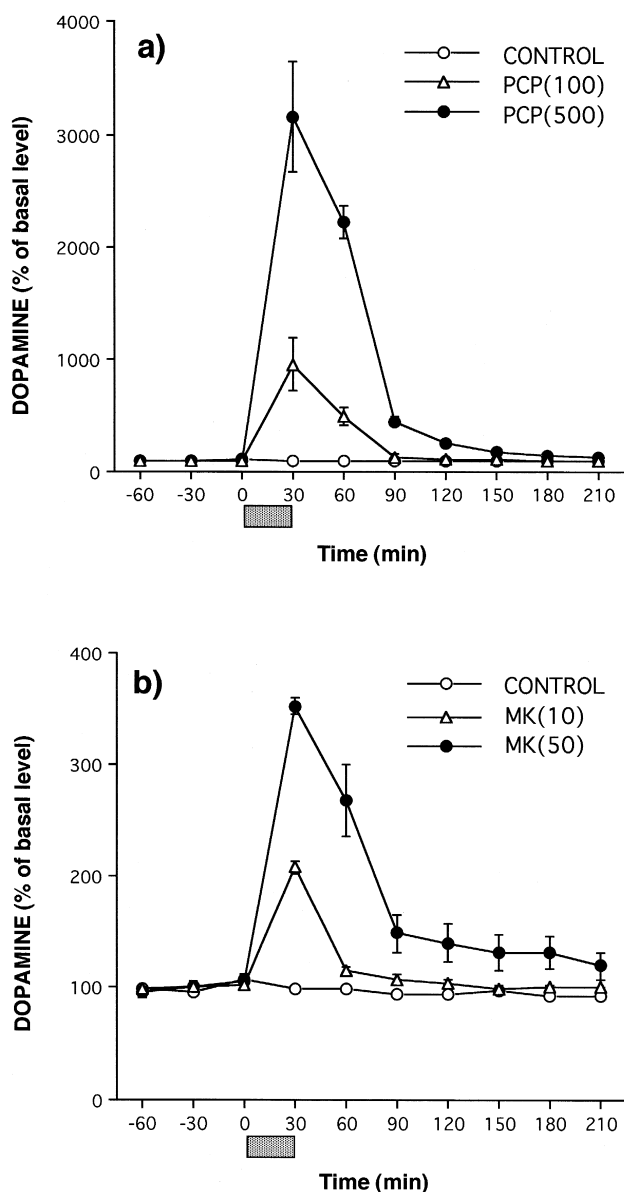 a)
CONTROL
PCP(100)
PCP(500)
DOPAMINE (% of basal level)
4000
3000
2000
1000
0
-60 -30 0 30 60 90 120 150 180 210
Time (min)
b)
CONTROL
MK(10)
MK(50)
DOPAMINE (% of basal level)
400
300
200
100
0
-60 -30 0 30 60 90 120 150 180 210
Time (min)